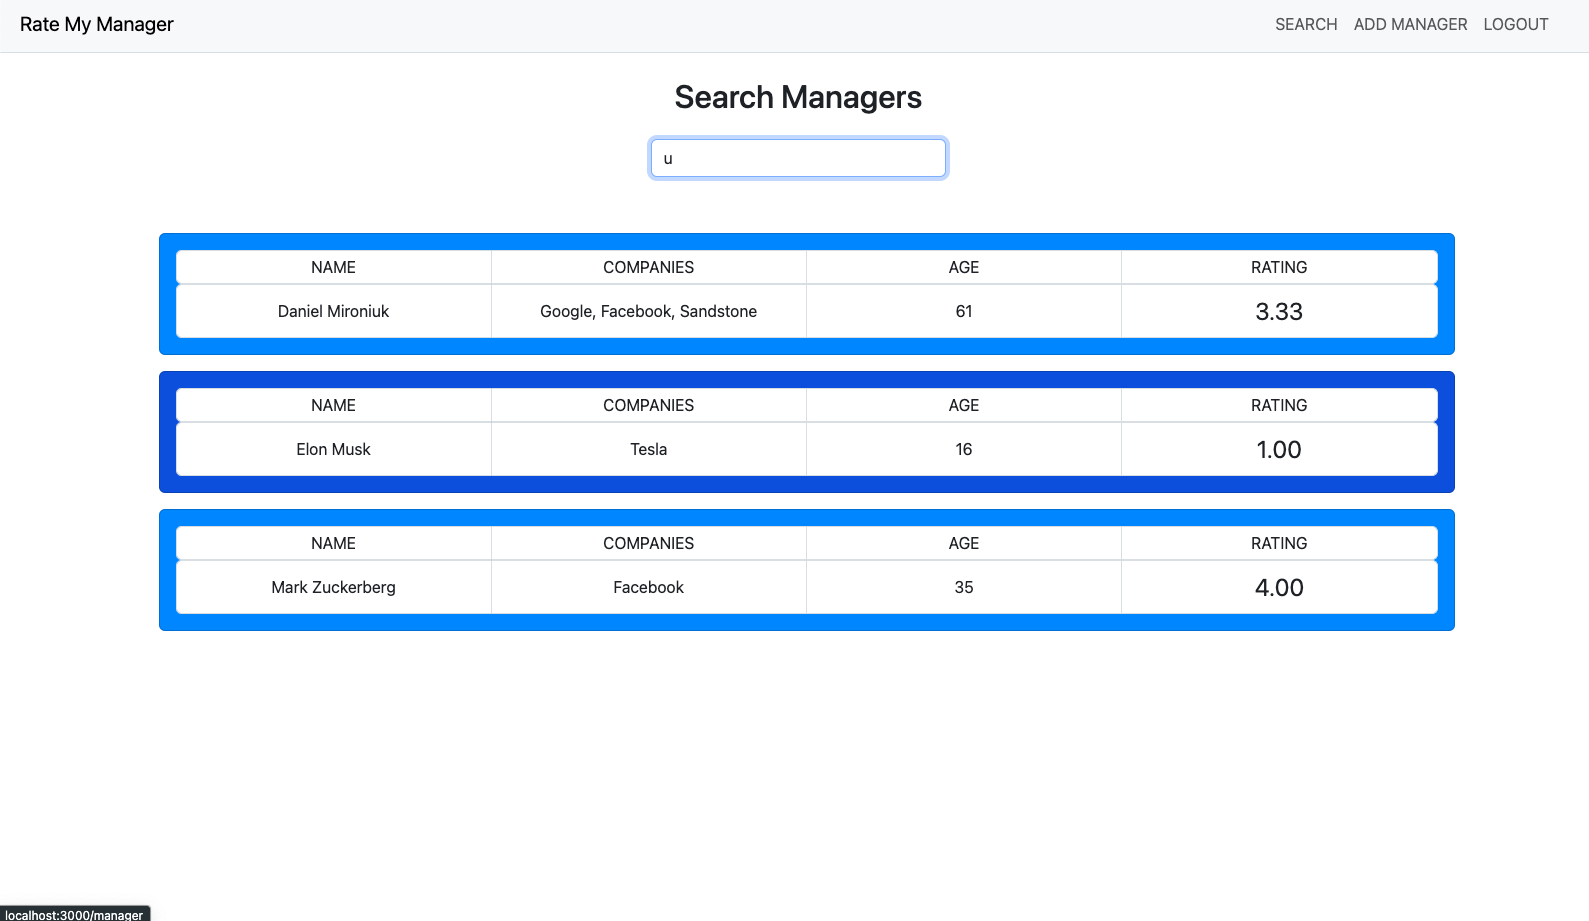 Rate My Manager SEARCH ADD MANAGER LOGOUT
Search Managers
u
NAME COMPANIES AGE RATING
Daniel Mironiuk Google, Facebook, Sandstone 61 3.33
NAME COMPANIES AGE RATING
Elon Musk Tesla 16 1.00
NAME COMPANIES AGE RATING
Mark Zuckerberg Facebook 35 4.00
localhost:3000/manager